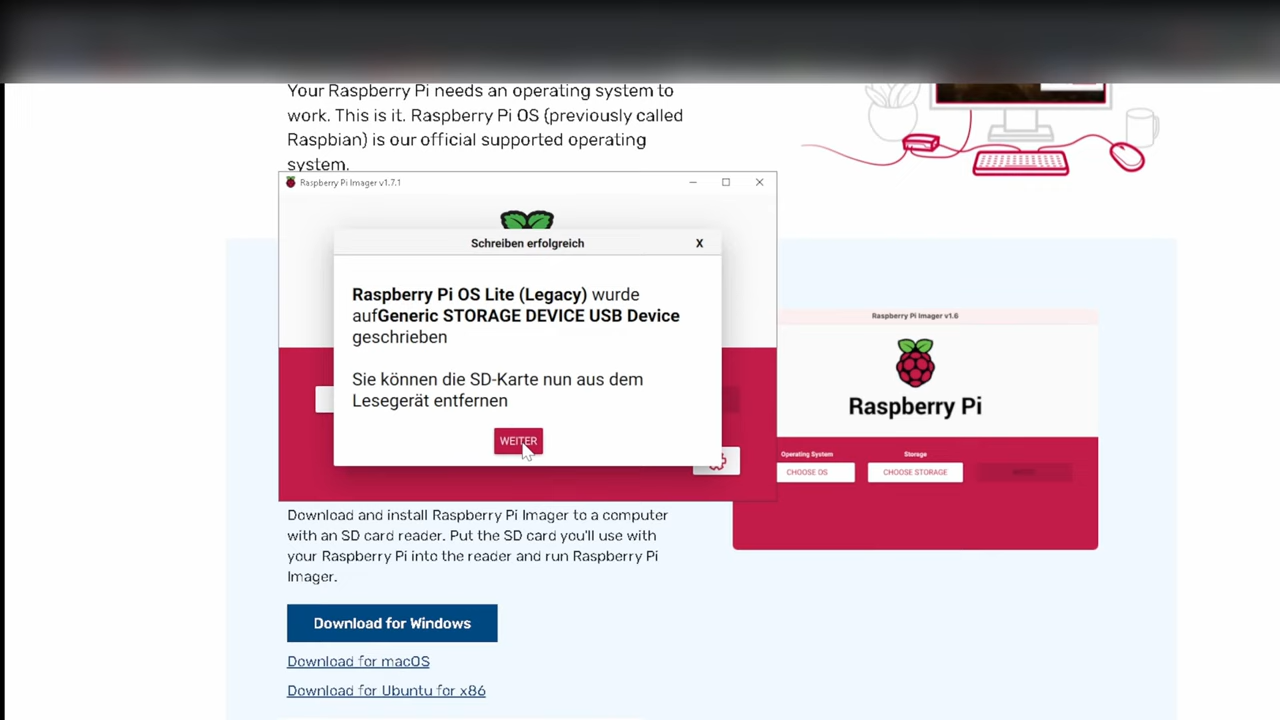 Your Raspberry Pi needs an operating system to
work. This is it. Raspberry Pi OS (previously called
Raspbian) is our official supported operating
system.
Raspberry Pi Imager v1.7.1
Schreiben erfolgreich
X
Raspberry Pi OS Lite (Legacy) wurde
aufGeneric STORAGE DEVICE USB Device
geschrieben
Sie können die SD-Karte nun aus dem
Lesegerät entfernen
WEITER
Raspberry Pi Imager v1.6
Raspberry Pi
Operating System
Storage
CHOOSE OS
CHOOSE STORAGE
Download and install Raspberry Pi Imager to a computer
with an SD card reader. Put the SD card you'll use with
your Raspberry Pi into the reader and run Raspberry Pi
Imager.
Download for Windows
Download for macOS
Download for Ubuntu for x86